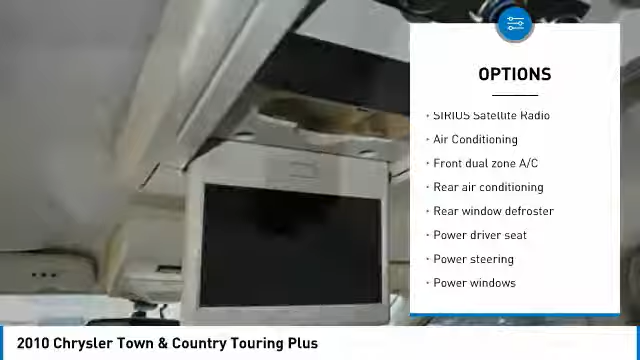 OPTIONS
· SIRIUS Satellite Radio
· Air Conditioning
· Front dual zone A/C
· Rear air conditioning
· Rear window defroster
· Power driver seat
· Power steering
· Power windows
2010 Chrysler Town & Country Touring Plus